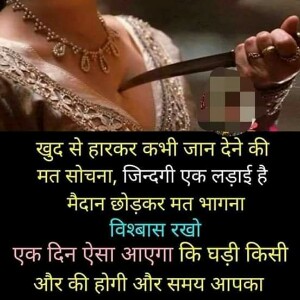 खुद से हारकर कभी जान देने की
मत सोचना, जिन्दगी एक लड़ाई है
मैदान छोड़कर मत भागना
विश्बास रखो
एक दिन ऐसा आएगा कि घड़ी किसी
और की होगी और समय आपका